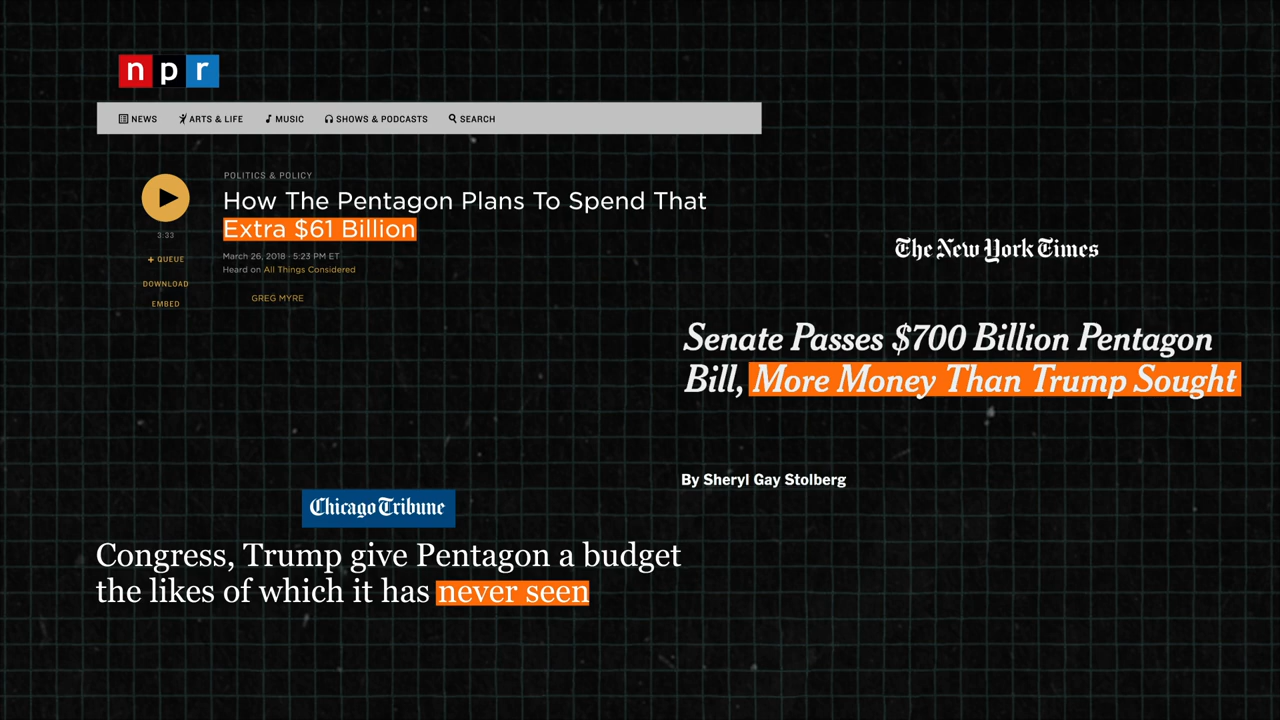 npr
NEWS ARTS & LIFE MUSIC SHOWS & PODCASTS SEARCH
POLITICS & POLICY
How The Pentagon Plans To Spend That
Extra $61 Billion
3:33
March 26, 2018 · 5:23 PM ET
Heard on All Things Considered
+ QUEUE
DOWNLOAD
EMBED
GREG MYRE
The New York Times
Senate Passes $700 Billion Pentagon
Bill, More Money Than Trump Sought
By Sheryl Gay Stolberg
Chicago Tribune
Congress, Trump give Pentagon a budget
the likes of which it has never seen